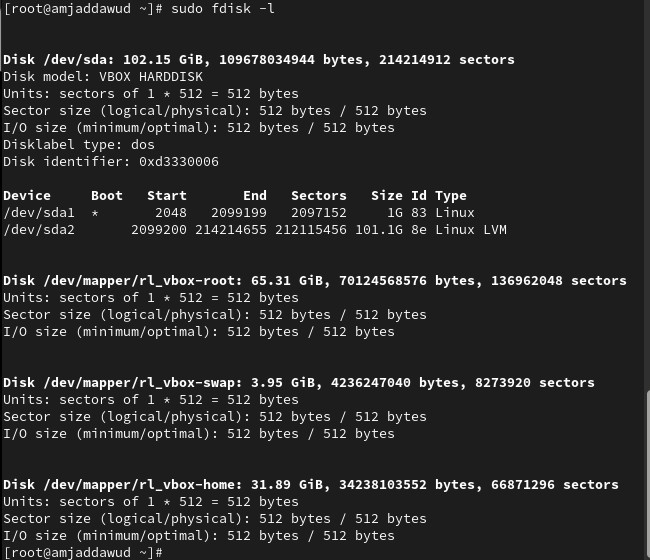 [root@amjaddawud ~]# sudo fdisk -l
Disk /dev/sda: 102.15 GiB, 109678034944 bytes, 214214912 sectors
Disk model: VBOX HARDDISK
Units: sectors of 1 * 512 = 512 bytes
Sector size (logical/physical): 512 bytes / 512 bytes
I/O size (minimum/optimal): 512 bytes / 512 bytes
Disklabel type: dos
Disk identifier: 0xd3330006
Device     Boot   Start       End   Sectors   Size Id Type
/dev/sda1  *       2048   2099199   2097152     1G 83 Linux
/dev/sda2       2099200 214214655 212115456 101.1G 8e Linux LVM
Disk /dev/mapper/rl_vbox-root: 65.31 GiB, 70124568576 bytes, 136962048 sectors
Units: sectors of 1 * 512 = 512 bytes
Sector size (logical/physical): 512 bytes / 512 bytes
I/O size (minimum/optimal): 512 bytes / 512 bytes
Disk /dev/mapper/rl_vbox-swap: 3.95 GiB, 4236247040 bytes, 8273920 sectors
Units: sectors of 1 * 512 = 512 bytes
Sector size (logical/physical): 512 bytes / 512 bytes
I/O size (minimum/optimal): 512 bytes / 512 bytes
Disk /dev/mapper/rl_vbox-home: 31.89 GiB, 34238103552 bytes, 66871296 sectors
Units: sectors of 1 * 512 = 512 bytes
Sector size (logical/physical): 512 bytes / 512 bytes
I/O size (minimum/optimal): 512 bytes / 512 bytes
[root@amjaddawud ~]#